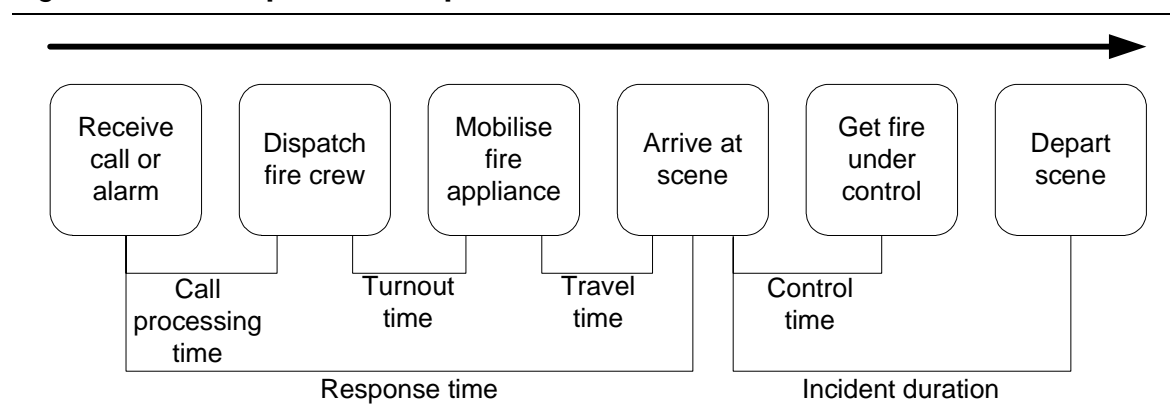 Receive
call or
alarm
Dispatch
fire crew
Mobilise
fire
appliance
Arrive at
scene
Get fire
under
control
Depart
scene
Call
processing
time
Turnout
time
Travel
time
Control
time
Response time
Incident duration